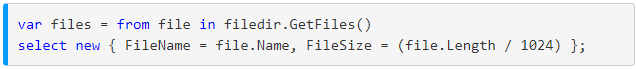 var files = from file in filedir.GetFiles()
select new { FileName = file.Name, FileSize = (file.Length / 1024) };